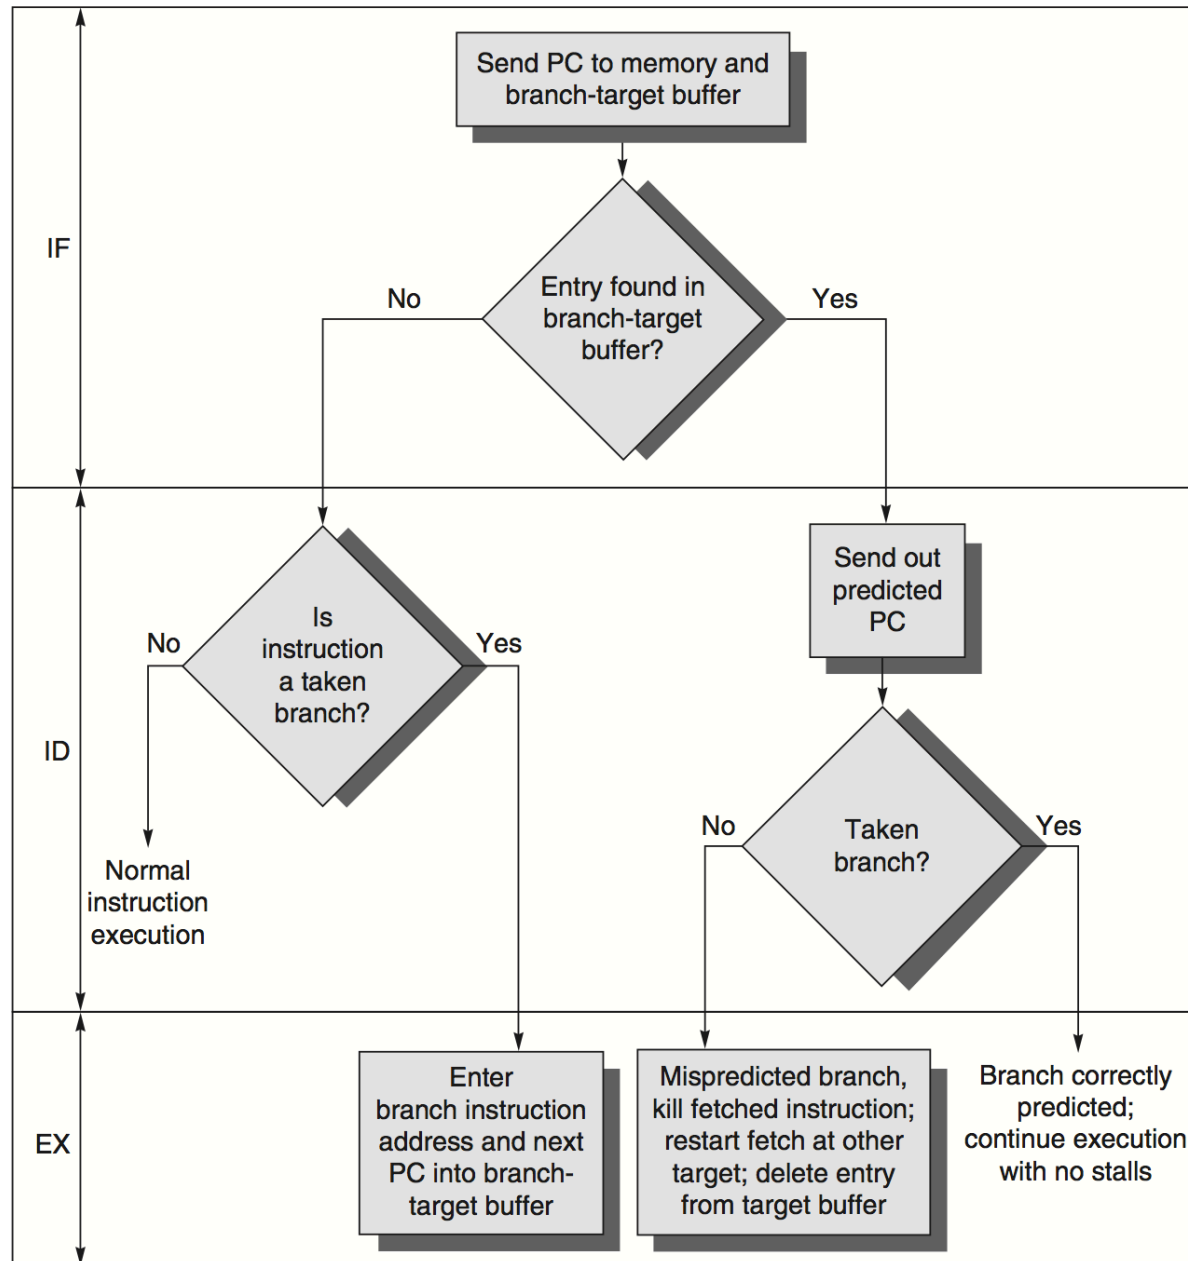 Send PC to memory and
branch-target buffer
IF
Entry found in
branch-target
buffer?
No
Yes
ID
Is
instruction
a taken
branch?
No
Yes
Normal
instruction
execution
Send out
predicted
PC
Taken
branch?
No
Yes
EX
Enter
branch instruction
address and next
PC into branch-
target buffer
Mispredicted branch,
kill fetched instruction;
restart fetch at other
target; delete entry
from target buffer
Branch correctly
predicted;
continue execution
with no stalls